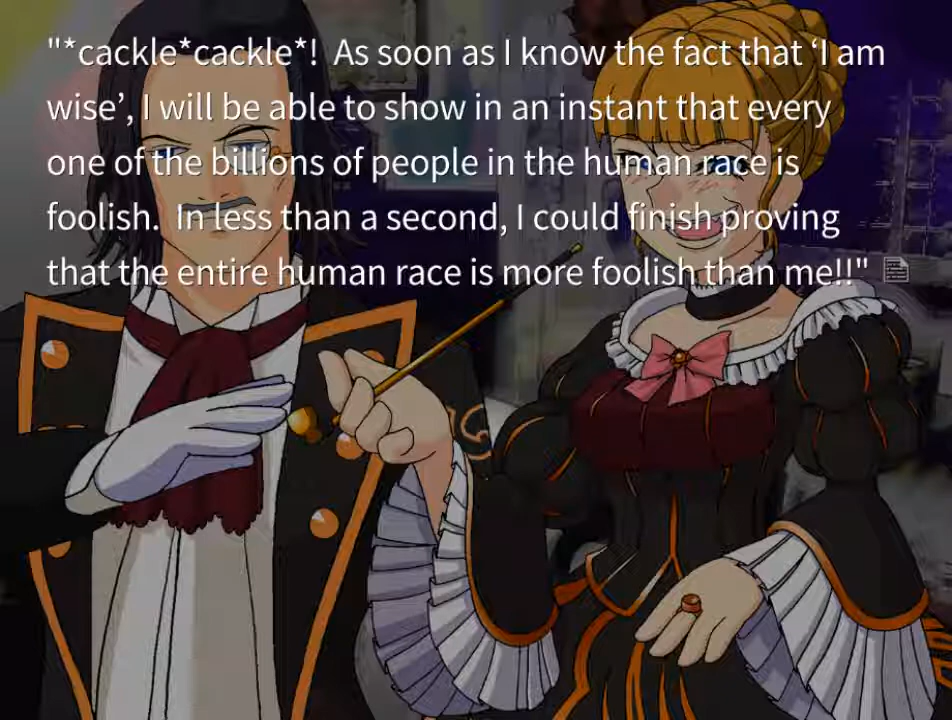 "*cackle*cackle*!  As soon as I know the fact that ‘I am
wise’, I will be able to show in an instant that every
one of the billions of people in the human race is
foolish.  In less than a second, I could finish proving
that the entire human race is more foolish than me!!"